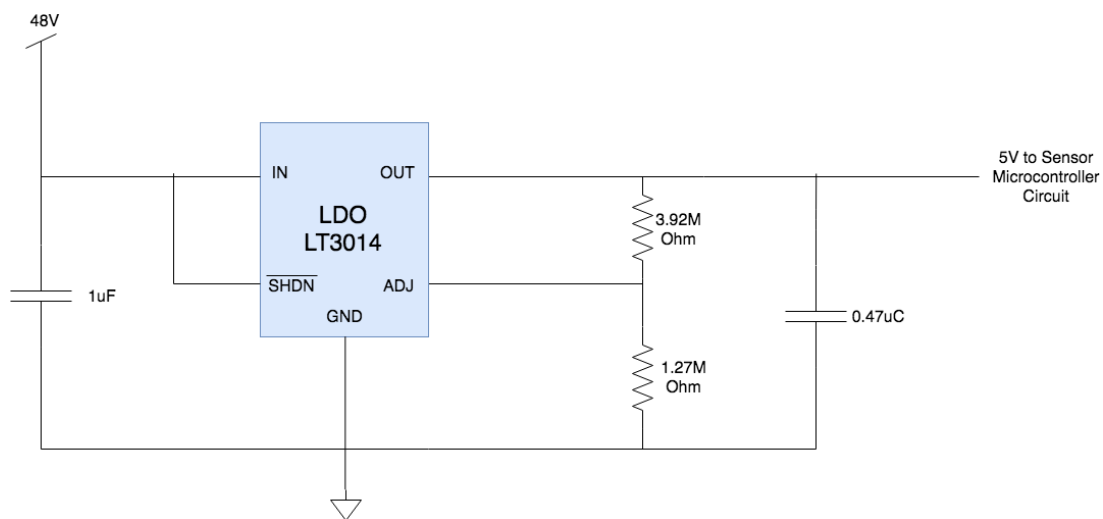 48V
IN
OUT
5V to Sensor
Microcontroller
Circuit
LDO
LT3014
3.92M
Ohm
SHDN
ADJ
1uF
GND
0.47uC
1.27M
Ohm